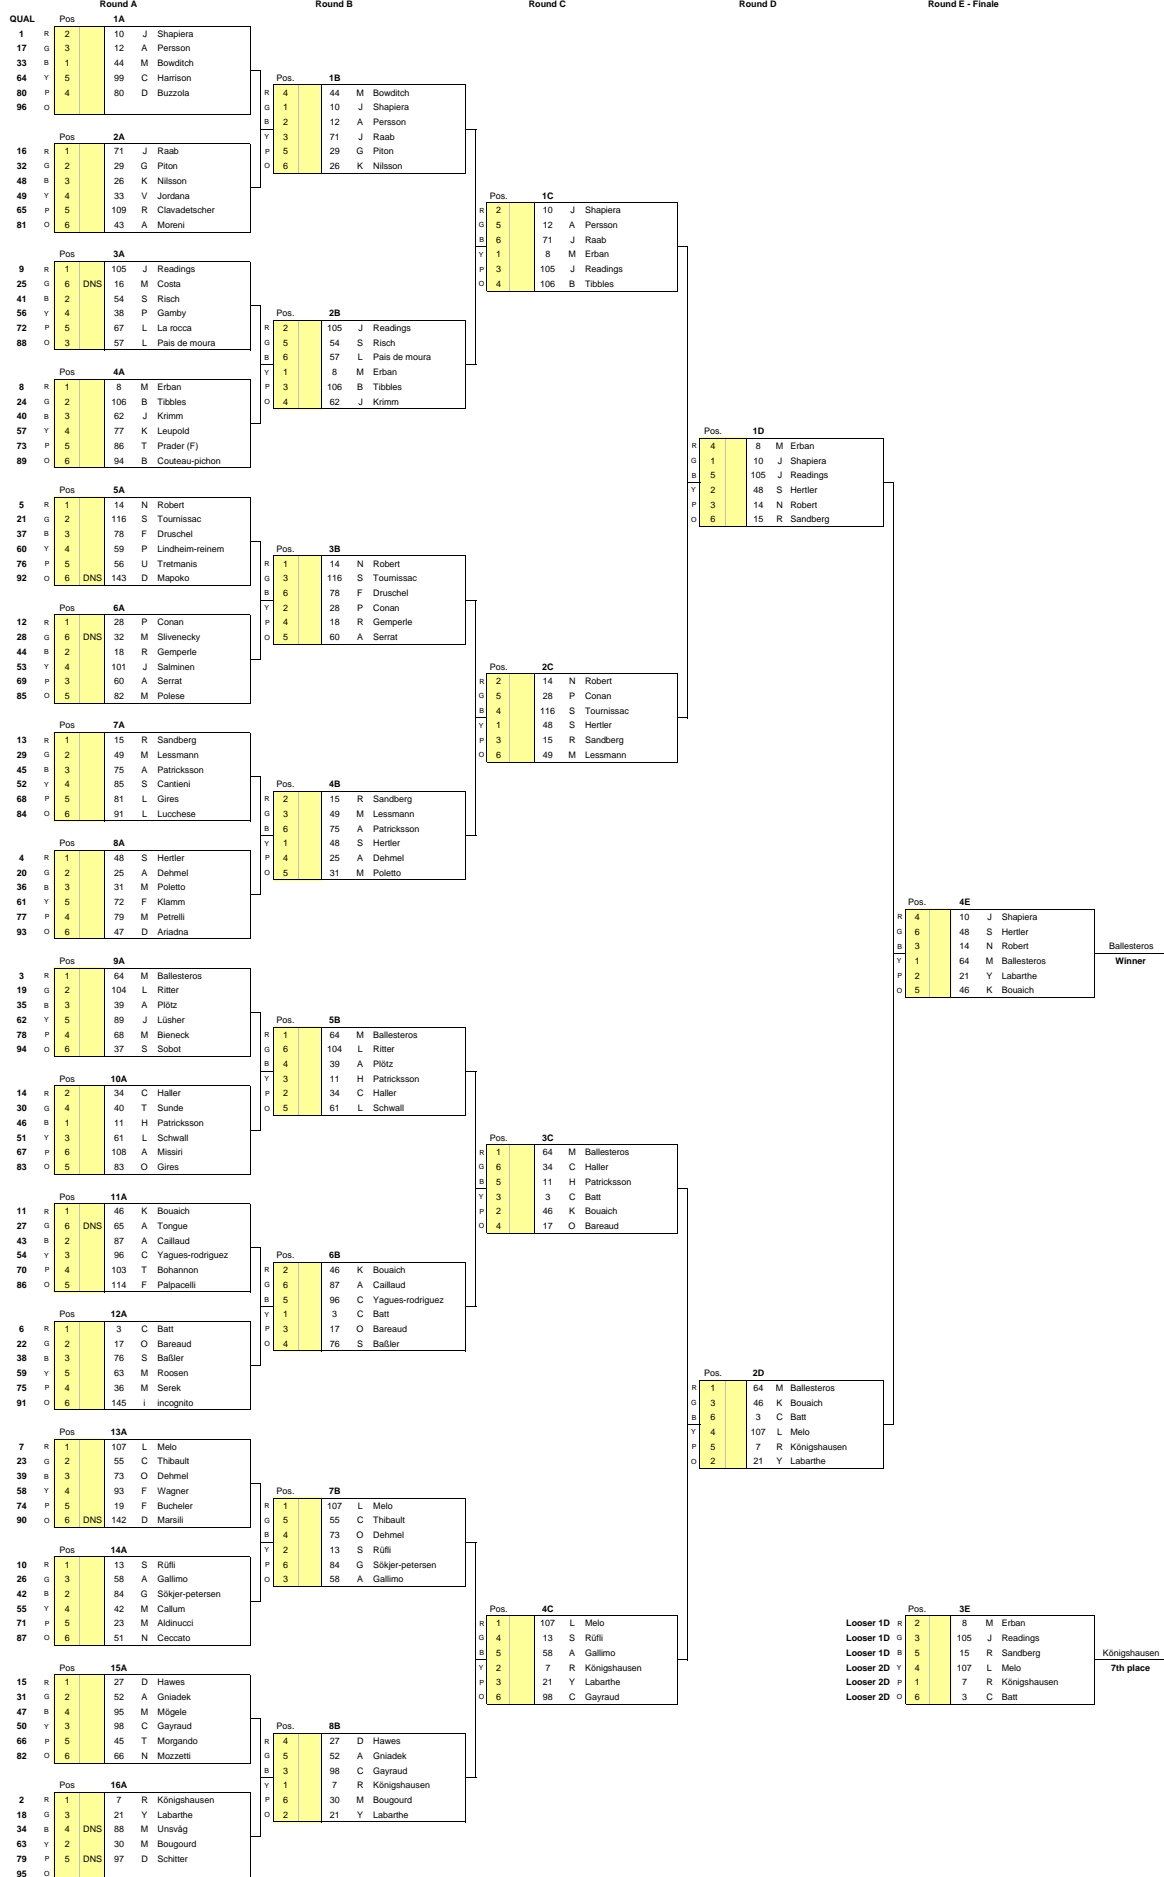 Round A Round B Round C Round D Round E - Finale
QUAL Pos 1A
1 R 2 10 J Shapiera
17 G 3 12 A Persson
33 B 1 44 M Bowditch
64 Y 5 99 C Harrison
80 P 4 80 D Buzzola
96 O
Pos 2A
16 R 1 71 J Raab
32 G 2 29 G Piton
48 B 3 26 K Nilsson
49 Y 4 33 V Jordana
65 P 5 109 R Clavadetscher
81 O 6 43 A Moreni
Pos 3A
9 R 1 105 J Readings
25 G 6 DNS 16 M Costa
41 B 2 54 S Risch
56 Y 4 38 P Gamby
72 P 5 67 L La rocca
88 O 3 57 L Pais de moura
Pos 4A
8 R 1 8 M Erban
24 G 2 106 B Tibbles
40 B 3 62 J Krimm
57 Y 4 77 K Leupold
73 P 5 86 T Prader (F)
89 O 6 94 B Couteau-pichon
Pos 5A
5 R 1 14 N Robert
21 G 2 116 S Tournissac
37 B 3 78 F Druschel
60 Y 4 59 P Lindheim-reinem
76 P 5 56 U Tretmanis
92 O 6 DNS 143 D Mapoko
Pos 6A
12 R 1 28 P Conan
28 G 6 DNS 32 M Slivenecky
44 B 2 18 R Gemperle
53 Y 4 101 J Salminen
69 P 3 60 A Serrat
85 O 5 82 M Polese
Pos 7A
13 R 1 15 R Sandberg
29 G 2 49 M Lessmann
45 B 3 75 A Patricksson
52 Y 4 85 S Cantieni
68 P 5 81 L Gires
84 O 6 91 L Lucchese
Pos 8A
4 R 1 48 S Hertler
20 G 2 25 A Dehmel
36 B 3 31 M Poletto
61 Y 5 72 F Klamm
77 P 4 79 M Petrelli
93 O 6 47 D Ariadna
Pos 9A
3 R 1 64 M Ballesteros
19 G 2 104 L Ritter
35 B 3 39 A Plötz
62 Y 5 89 J Lüsher
78 P 4 68 M Bieneck
94 O 6 37 S Sobot
Pos 10A
14 R 2 34 C Haller
30 G 4 40 T Sunde
46 B 1 11 H Patricksson
51 Y 3 61 L Schwall
67 P 6 108 A Missiri
83 O 5 83 O Gires
Pos 11A
11 R 1 46 K Bouaich
27 G 6 DNS 65 A Tongue
43 B 2 87 A Caillaud
54 Y 3 96 C Yagues-rodriguez
70 P 4 103 T Bohannon
86 O 5 114 F Palpacelli
Pos 12A
6 R 1 3 C Batt
22 G 2 17 O Bareaud
38 B 3 76 S Baßler
59 Y 5 63 M Roosen
75 P 4 36 M Serek
91 O 6 145 i incognito
Pos 13A
7 R 1 107 L Melo
23 G 2 55 C Thibault
39 B 3 73 O Dehmel
58 Y 4 93 F Wagner
74 P 5 19 F Bucheler
90 O 6 DNS 142 D Marsili
Pos 14A
10 R 1 13 S Rüfli
26 G 3 58 A Gallimo
42 B 2 84 G Sökjer-petersen
55 Y 4 42 M Callum
71 P 5 23 M Aldinucci
87 O 6 51 N Ceccato
Pos 15A
15 R 1 27 D Hawes
31 G 2 52 A Gniadek
47 B 4 95 M Mögele
50 Y 3 98 C Gayraud
66 P 5 45 T Morgando
82 O 6 66 N Mozzetti
Pos 16A
2 R 1 7 R Königshausen
18 G 3 21 Y Labarthe
34 B 4 DNS 88 M Unsvåg
63 Y 2 30 M Bougourd
79 P 5 DNS 97 D Schitter
95 O
Pos. 1B
R 4 44 M Bowditch
G 1 10 J Shapiera
B 2 12 A Persson
Y 3 71 J Raab
P 5 29 G Piton
O 6 26 K Nilsson
Pos. 2B
R 2 105 J Readings
G 5 54 S Risch
B 6 57 L Pais de moura
Y 1 8 M Erban
P 3 106 B Tibbles
O 4 62 J Krimm
Pos. 3B
R 1 14 N Robert
G 3 116 S Tournissac
B 6 78 F Druschel
Y 2 28 P Conan
P 4 18 R Gemperle
O 5 60 A Serrat
Pos. 4B
R 2 15 R Sandberg
G 3 49 M Lessmann
B 6 75 A Patricksson
Y 1 48 S Hertler
P 4 25 A Dehmel
O 5 31 M Poletto
Pos. 5B
R 1 64 M Ballesteros
G 6 104 L Ritter
B 4 39 A Plötz
Y 3 11 H Patricksson
P 2 34 C Haller
O 5 61 L Schwall
Pos. 6B
R 2 46 K Bouaich
G 6 87 A Caillaud
B 5 96 C Yagues-rodriguez
Y 1 3 C Batt
P 3 17 O Bareaud
O 4 76 S Baßler
Pos. 7B
R 1 107 L Melo
G 5 55 C Thibault
B 4 73 O Dehmel
Y 2 13 S Rüfli
P 6 84 G Sökjer-petersen
O 3 58 A Gallimo
Pos. 8B
R 4 27 D Hawes
G 5 52 A Gniadek
B 3 98 C Gayraud
Y 1 7 R Königshausen
P 6 30 M Bougourd
O 2 21 Y Labarthe
Pos. 1C
R 2 10 J Shapiera
G 5 12 A Persson
B 6 71 J Raab
Y 1 8 M Erban
P 3 105 J Readings
O 4 106 B Tibbles
Pos. 2C
R 2 14 N Robert
G 5 28 P Conan
B 4 116 S Tournissac
Y 1 48 S Hertler
P 3 15 R Sandberg
O 6 49 M Lessmann
Pos. 3C
R 1 64 M Ballesteros
G 6 34 C Haller
B 5 11 H Patricksson
Y 3 3 C Batt
P 2 46 K Bouaich
O 4 17 O Bareaud
Pos. 4C
R 1 107 L Melo
G 4 13 S Rüfli
B 5 58 A Gallimo
Y 2 7 R Königshausen
P 3 21 Y Labarthe
O 6 98 C Gayraud
Pos. 1D
R 4 8 M Erban
G 1 10 J Shapiera
B 5 105 J Readings
Y 2 48 S Hertler
P 3 14 N Robert
O 6 15 R Sandberg
Pos. 2D
R 1 64 M Ballesteros
G 3 46 K Bouaich
B 6 3 C Batt
Y 4 107 L Melo
P 5 7 R Königshausen
O 2 21 Y Labarthe
Pos. 4E
R 4 10 J Shapiera
G 6 48 S Hertler
B 3 14 N Robert
Y 1 64 M Ballesteros
P 2 21 Y Labarthe
O 5 46 K Bouaich
Ballesteros
Winner
Pos. 3E
Looser 1D R 2 8 M Erban
Looser 1D G 3 105 J Readings
Looser 1D B 5 15 R Sandberg
Looser 2D Y 4 107 L Melo
Looser 2D P 1 7 R Königshausen
Looser 2D O 6 3 C Batt
Königshausen
7th place